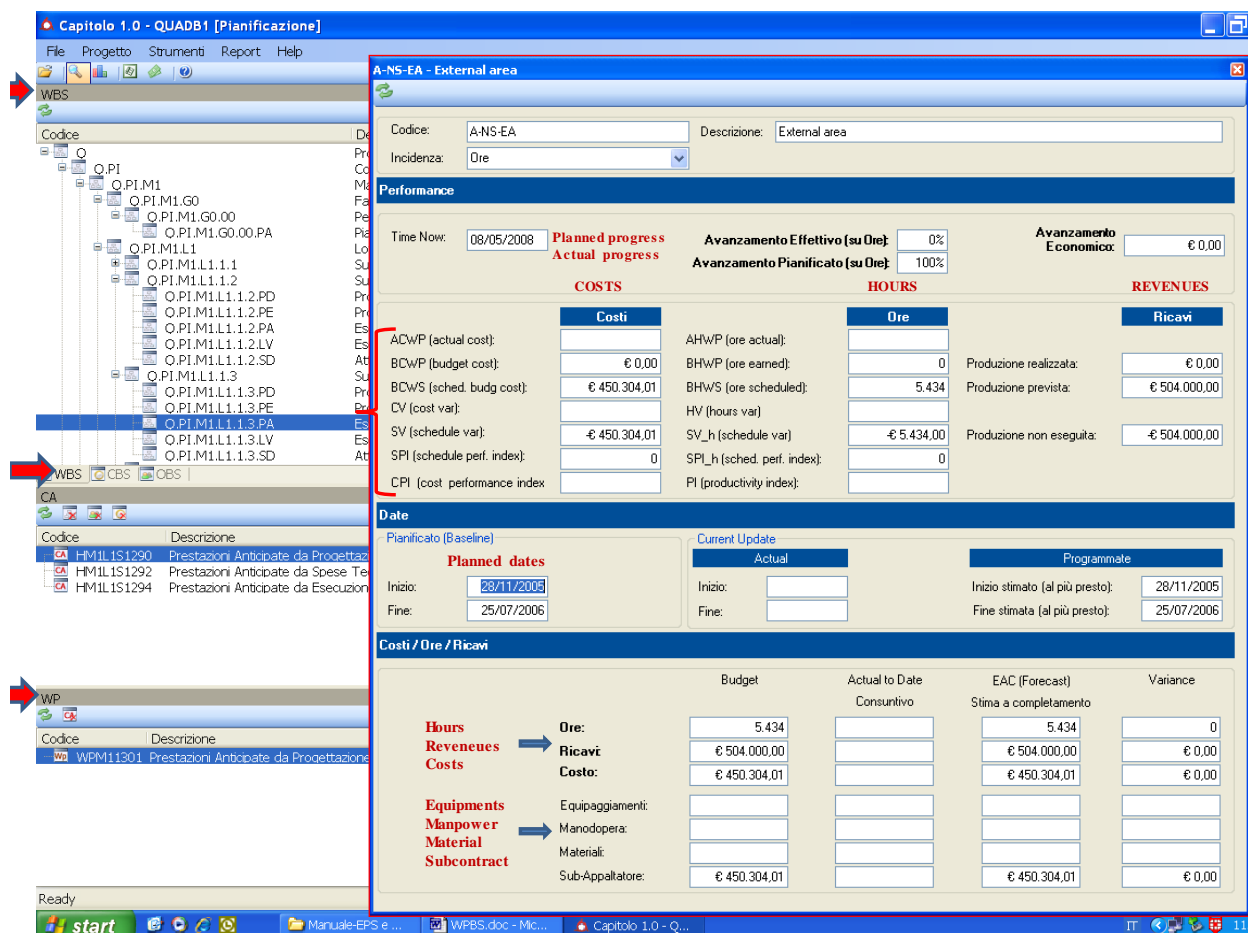 Capitolo 1.0 - QUADB1 [Pianificazione]
File Progetto Strumenti Report Help
WBS
Codice
Q
Q.PI
Q.PI.M1
Q.PI.M1.G0
Q.PI.M1.G0.00
Q.PI.M1.G0.00.PA
Q.PI.M1.L1
Q.PI.M1.L1.1.1
Q.PI.M1.L1.1.2
Q.PI.M1.L1.1.2.PD
Q.PI.M1.L1.1.2.PE
Q.PI.M1.L1.1.2.PA
Q.PI.M1.L1.1.2.LV
Q.PI.M1.L1.1.2.SD
Q.PI.M1.L1.1.3
Q.PI.M1.L1.1.3.PD
Q.PI.M1.L1.1.3.PE
Q.PI.M1.L1.1.3.PA
Q.PI.M1.L1.1.3.LV
Q.PI.M1.L1.1.3.SD
WBS CBS OBS
CA
Codice Descrizione
CA HM1L1S1290 Prestazioni Anticipate da Progettazi
CA HM1L1S1292 Prestazioni Anticipate da Spese Te
CA HM1L1S1294 Prestazioni Anticipate da Esecuzion
WP
Codice Descrizione
Wp WPM11301 Prestazioni Anticipate da Progettazione
Ready
A-NS-EA - External area
Codice: A-NS-EA Descrizione: External area
Incidenza: Ore
Performance
Time Now: 08/05/2008 Planned progress Avanzamento Effettivo (su Ore): 0% Avanzamento Economico: € 0,00
Actual progress Avanzamento Pianificato (su Ore): 100%
COSTS HOURS REVENUES
Costi Ore Ricavi
ACWP (actual cost): AHWP (ore actual):
BCWP (budget cost): € 0,00 BHWP (ore earned): 0 Produzione realizzata: € 0,00
BCWS (sched. budg cost): € 450.304,01 BHWS (ore scheduled): 5.434 Produzione prevista: € 504.000,00
CV (cost var): HV (hours var)
SV (schedule var): -€ 450.304,01 SV_h (schedule var) -€ 5.434,00 Produzione non eseguita: -€ 504.000,00
SPI (schedule perf. index): 0 SPI_h (sched. perf. index): 0
CPI (cost performance index PI (productivity index):
Date
Pianificato (Baseline) Current Update
Planned dates Actual Programmate
Inizio: 28/11/2005 Inizio: Inizio stimato (al più presto): 28/11/2005
Fine: 25/07/2006 Fine: Fine stimata (al più presto): 25/07/2006
Costi / Ore / Ricavi
Budget Actual to Date EAC (Forecast) Variance
Consuntivo Stima a completamento
Hours Ore: 5.434 5.434 0
Reveneues Ricavi: € 504.000,00 € 504.000,00 € 0,00
Costs Costo: € 450.304,01 € 450.304,01 € 0,00
Equipments Equipaggiamenti:
Manpower Manodopera:
Material Materiali:
Subcontract Sub-Appaltatore: € 450.304,01 € 450.304,01 € 0,00
start Manuale-EPS e ... WPBS.doc - Mic... Capitolo 1.0 - Q... IT 11